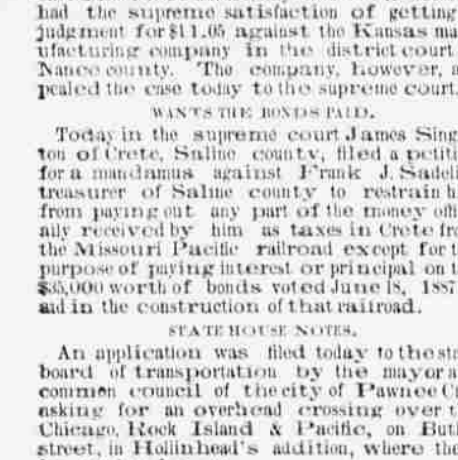 had the supreme satisfaction of getting
judgment for $11.05 against the Kansas ma
ufacturing company in the district court
Nance county. The company, however, a
pealed the case today to the supreme court.
WANTS THE BONDS PAID.
Today in the supreme court James Sing
ton of Crete, Saline county, filed a petiti
for a mandamus against Frank J. Sadeli
treasurer of Saline county to restrain h
from paying out any part of the money offi
ally received by him as taxes in Crete fro
the Missouri Pacific railroad except for t
purpose of paying interest or principal on t
$35,000 worth of bonds voted June 18, 1887
aid in the construction of that railroad.
STATE HOUSE NOTES.
An application was filed today to the sta
board of transportation by the mayor a
common council of the city of Pawnee C
asking for an overhead crossing over t
Chicago, Rock Island & Pacific, on But
street, in Hollinhead's addition, where the